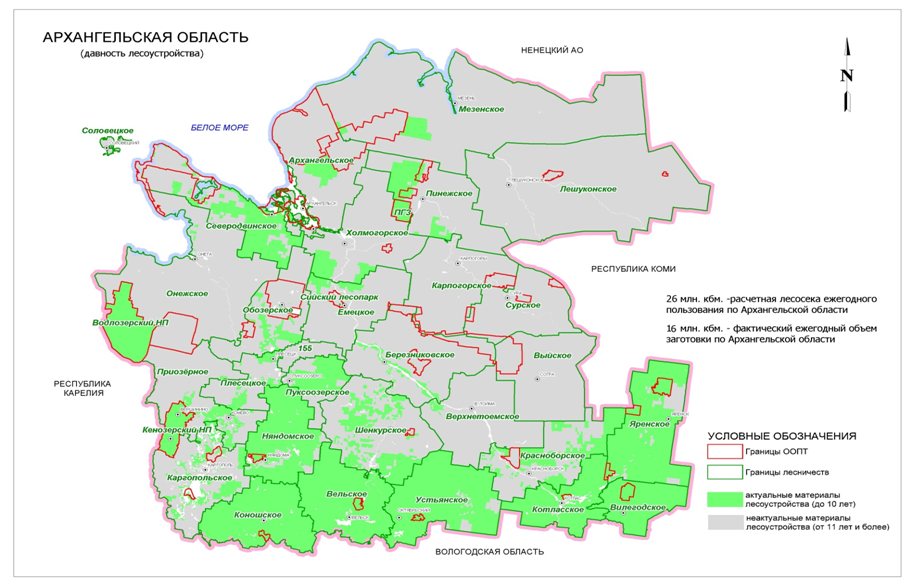 АРХАНГЕЛЬСКАЯ ОБЛАСТЬ
(давность лесоустройства)
НЕНЕЦКИЙ АО
N
МЕЗЕНЬ
Мезенское
БЕЛОЕ МОРЕ
Соловецкое
Архангельское
Лешуконское
Пинежское
ПГЗ
Северодвинское
Холмогорское
ОНЕГА
КАРПОГОРЫ
РЕСПУБЛИКА КОМИ
Карпогорское
Онежское
Сийский лесопарк
Сурское
Обозерское
Емецкое
26 млн. кбм. -расчетная лесосека ежегодного
пользования по Архангельской области
16 млн. кбм. - фактический ежегодный объем
заготовки по Архангельской области
Водлозерский НП
155
Березниковское
Выйское
Приозёрное
РЕСПУБЛИКА
КАРЕЛИЯ
Плесецкое
Пуксоозерское
Верхнетоемское
Яренское
Кенозерский НП
Шенкурское
Няндомское
УСЛОВНЫЕ ОБОЗНАЧЕНИЯ
Границы ООПТ
Красноборское
Каргопольское
Границы лесничеств
Вельское
Устьянское
актуальные материалы
лесоустройства (до 10 лет)
Коношское
Котласское
Вилегодское
неактуальные материалы
лесоустройства (от 11 лет и более)
ВОЛОГОДСКАЯ ОБЛАСТЬ